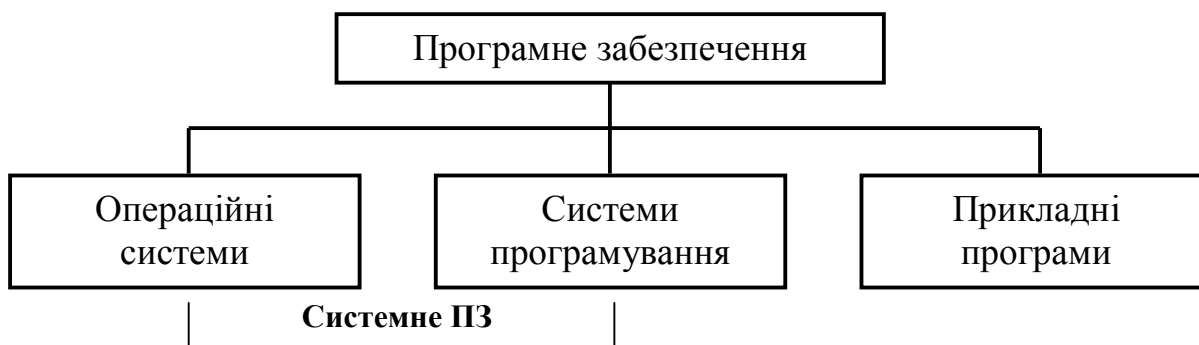 Програмне забезпечення
Операційні
системи
Системи
програмування
Прикладні
програми
Системне ПЗ